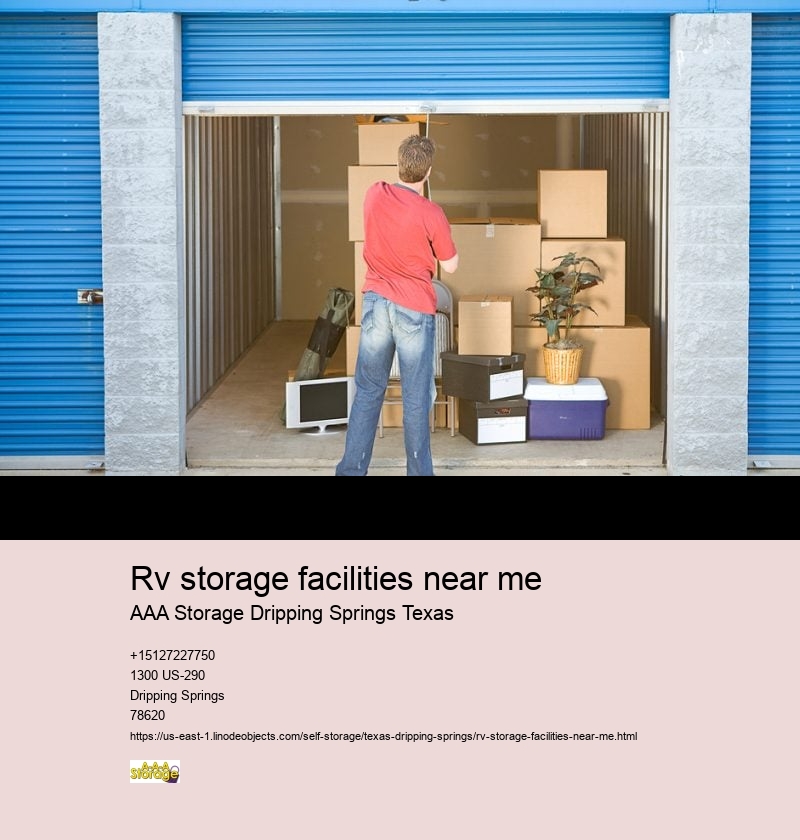 Rv storage facilities near me
AAA Storage Dripping Springs Texas
+15127227750
1300 US-290
Dripping Springs
78620
https://us-east-1.linodeobjects.com/self-storage/texas-dripping-springs/rv-storage-facilities-near-me.html
AAA
Storage